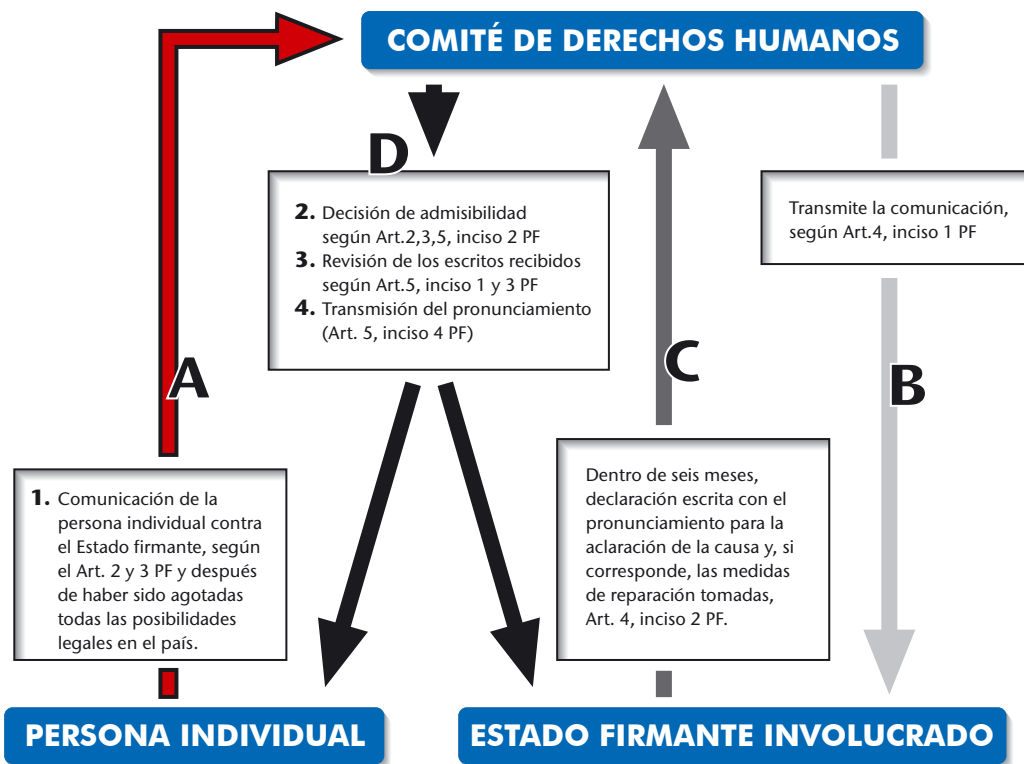 COMITÉ DE DERECHOS HUMANOS
D
2. Decisión de admisibilidad
según Art.2,3,5, inciso 2 PF
3. Revisión de los escritos recibidos
según Art.5, inciso 1 y 3 PF
4. Transmisión del pronunciamiento
(Art. 5, inciso 4 PF)
Transmite la comunicación,
según Art.4, inciso 1 PF
A
C
B
1. Comunicación de la
persona individual contra
el Estado firmante, según
el Art. 2 y 3 PF y después
de haber sido agotadas
todas las posibilidades
legales en el país.
Dentro de seis meses,
declaración escrita con el
pronunciamiento para la
aclaración de la causa y, si
corresponde, las medidas
de reparación tomadas,
Art. 4, inciso 2 PF.
PERSONA INDIVIDUAL
ESTADO FIRMANTE INVOLUCRADO